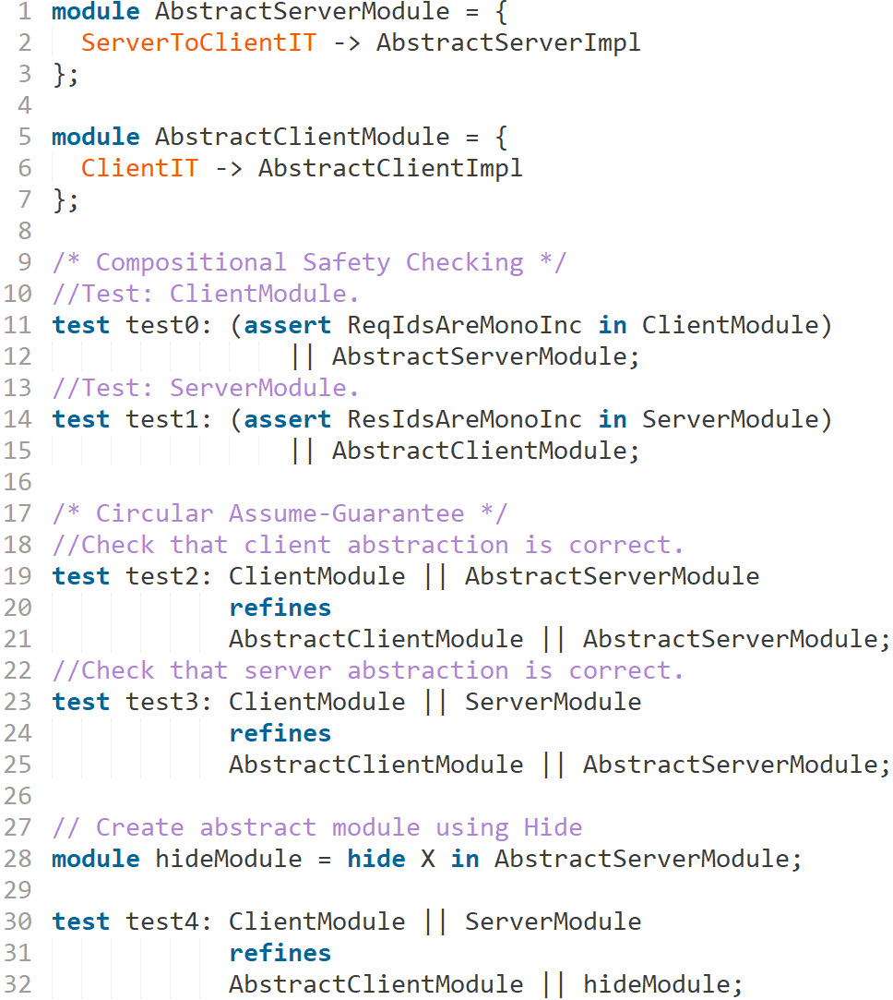 1 module AbstractServerModule = {
2 ServerToClientIT -> AbstractServerImpl
3 };
4
5 module AbstractClientModule = {
6 ClientIT -> AbstractClientImpl
7 };
8
9 /* Compositional Safety Checking */
10 //Test: ClientModule.
11 test test0: (assert ReqIdsAreMonoInc in ClientModule)
12 || AbstractServerModule;
13 //Test: ServerModule.
14 test test1: (assert ResIdsAreMonoInc in ServerModule)
15 || AbstractClientModule;
16
17 /* Circular Assume-Guarantee */
18 //Check that client abstraction is correct.
19 test test2: ClientModule || AbstractServerModule
20 refines
21 AbstractClientModule || AbstractServerModule;
22 //Check that server abstraction is correct.
23 test test3: ClientModule || ServerModule
24 refines
25 AbstractClientModule || AbstractServerModule;
26
27 // Create abstract module using Hide
28 module hideModule = hide X in AbstractServerModule;
29
30 test test4: ClientModule || ServerModule
31 refines
32 AbstractClientModule || hideModule;